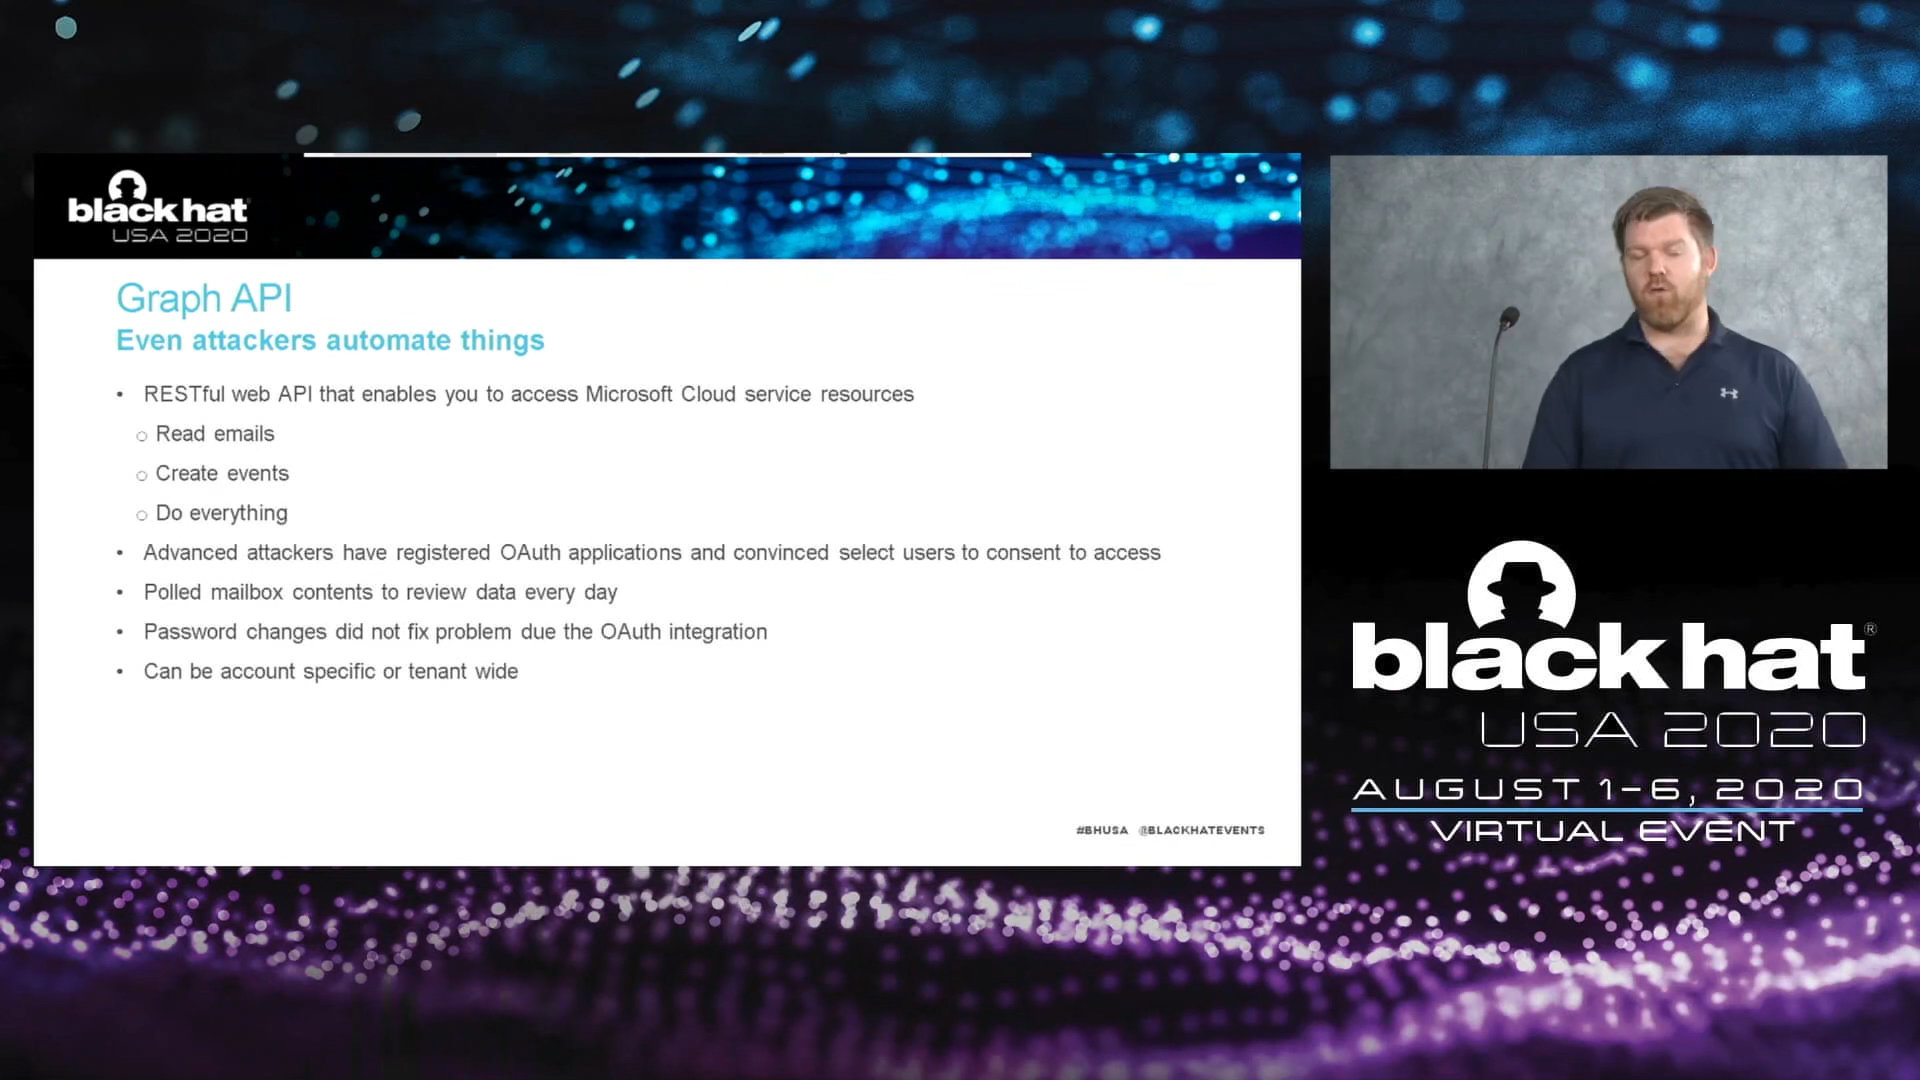 black hat
USA 2020
Graph API
Even attackers automate things
• RESTful web API that enables you to access Microsoft Cloud service resources
○ Read emails
○ Create events
○ Do everything
• Advanced attackers have registered OAuth applications and convinced select users to consent to access
• Polled mailbox contents to review data every day
• Password changes did not fix problem due the OAuth integration
• Can be account specific or tenant wide
#BHUSA @BLACKHATEVENTS
black hat®
USA 2020
AUGUST 1-6, 2020
VIRTUAL EVENT